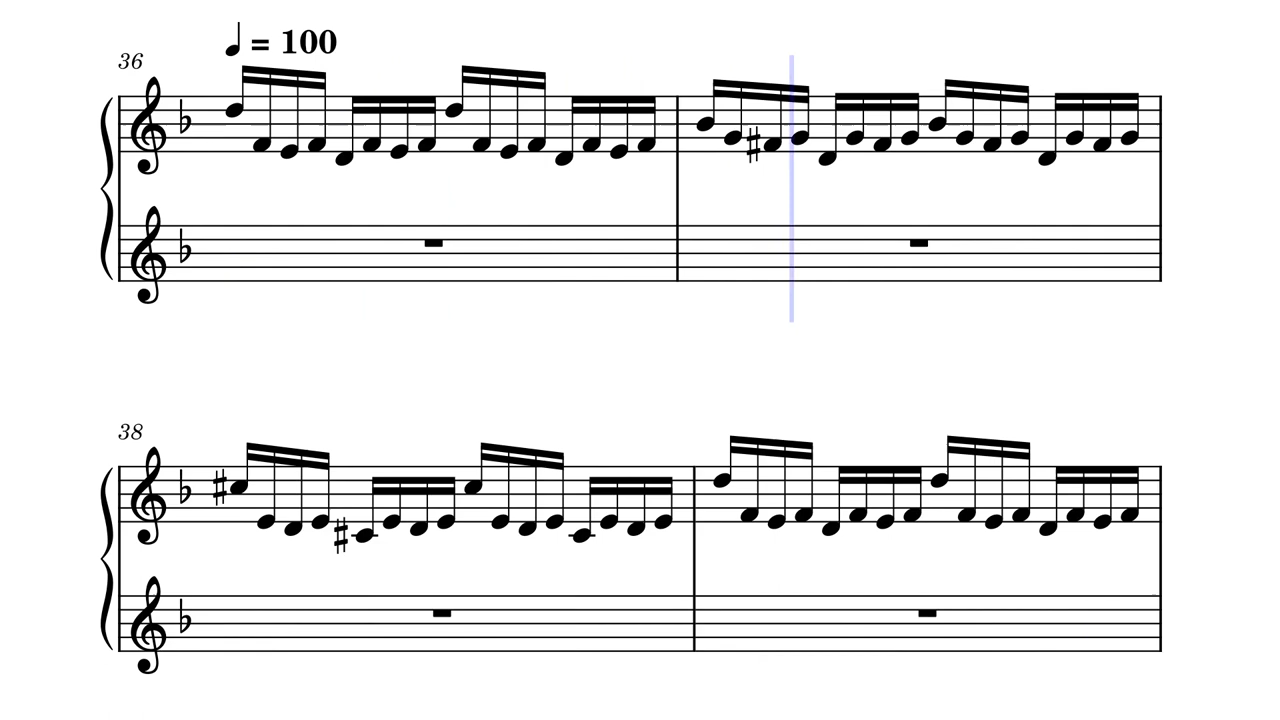 ♩ = 100
36
38